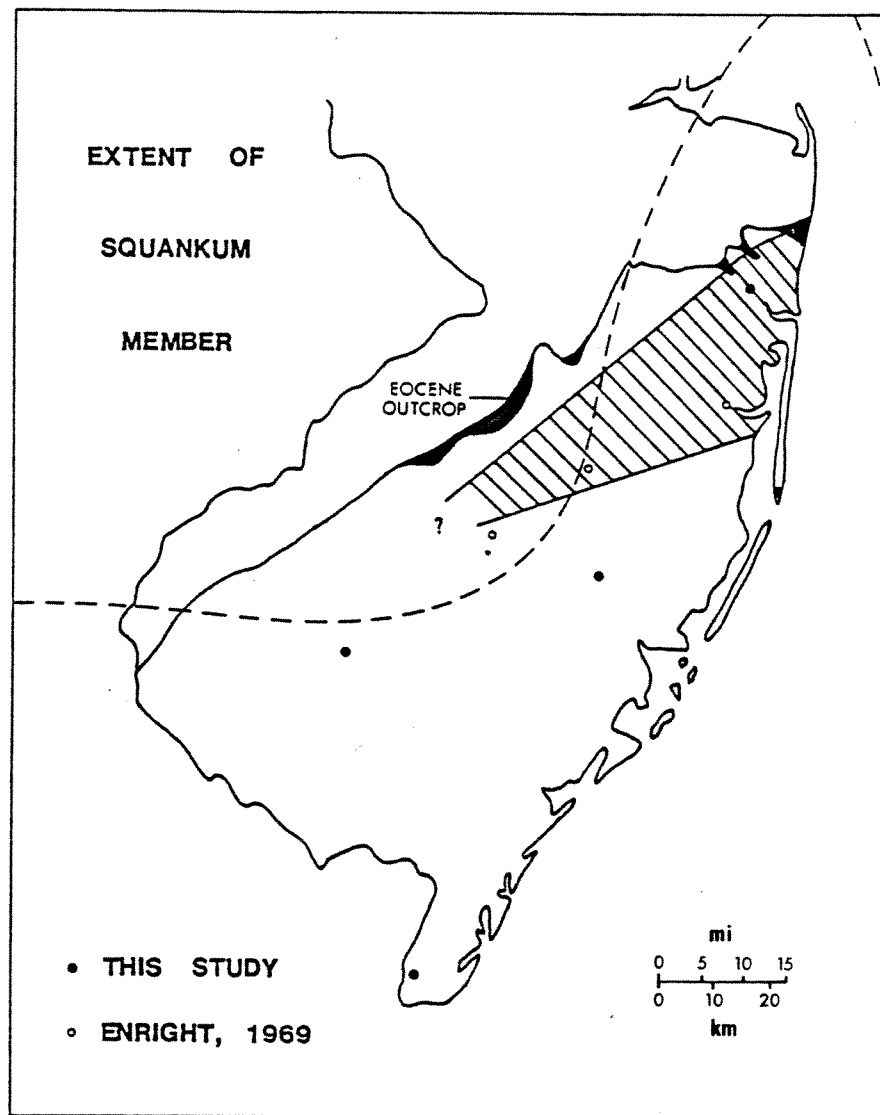 EXTENT OF
SQUANKUM
MEMBER
EOCENE
OUTCROP
?
THIS STUDY
ENRIGHT, 1969
mi
0 5 10 15
0 10 20
km